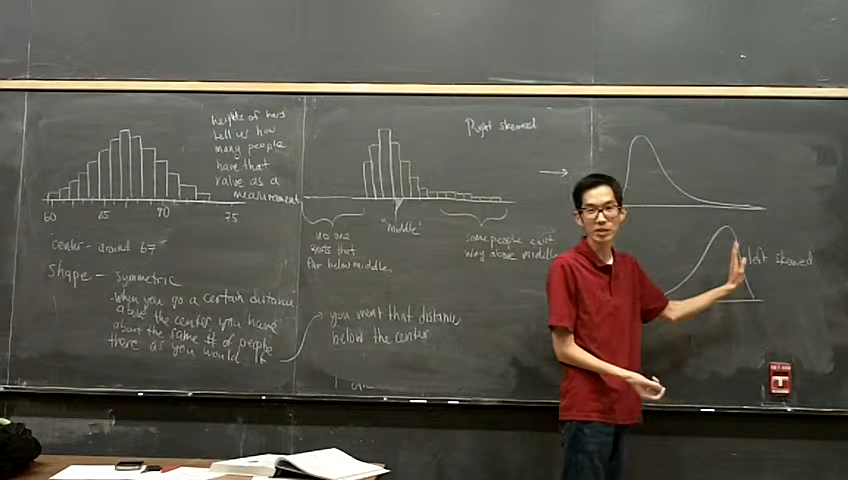 heights of bars
tell us how
many people
have that
value as a
measurement
60
65
70
75
center - around 67
shape - symmetric
- when you go a certain distance
above the center you have
about the same # of people
there as you would if
you went that distance
below the center
Right skewed
no one
exists that
far below middle.
"middle"
some people exist
way above middle
left skewed